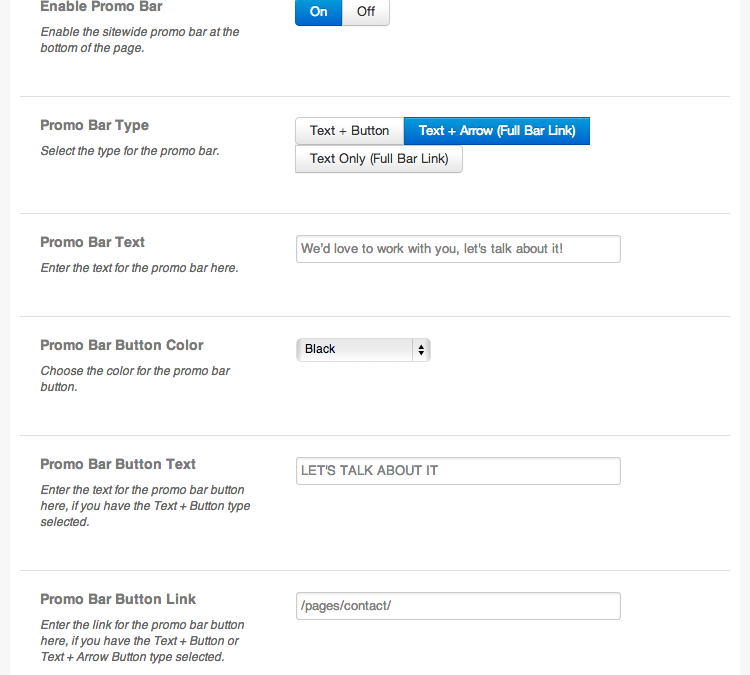 Enable Promo Bar
On Off
Enable the sitewide promo bar at the
bottom of the page.
Promo Bar Type
Text + Button Text + Arrow (Full Bar Link)
Select the type for the promo bar.
Text Only (Full Bar Link)
Promo Bar Text
We'd love to work with you, let's talk about it!
Enter the text for the promo bar here.
Promo Bar Button Color
Black
Choose the color for the promo bar
button.
Promo Bar Button Text
LET'S TALK ABOUT IT
Enter the text for the promo bar button
here, if you have the Text + Button type
selected.
Promo Bar Button Link
/pages/contact/
Enter the link for the promo bar button
here, if you have the Text + Button or
Text + Arrow Button type selected.